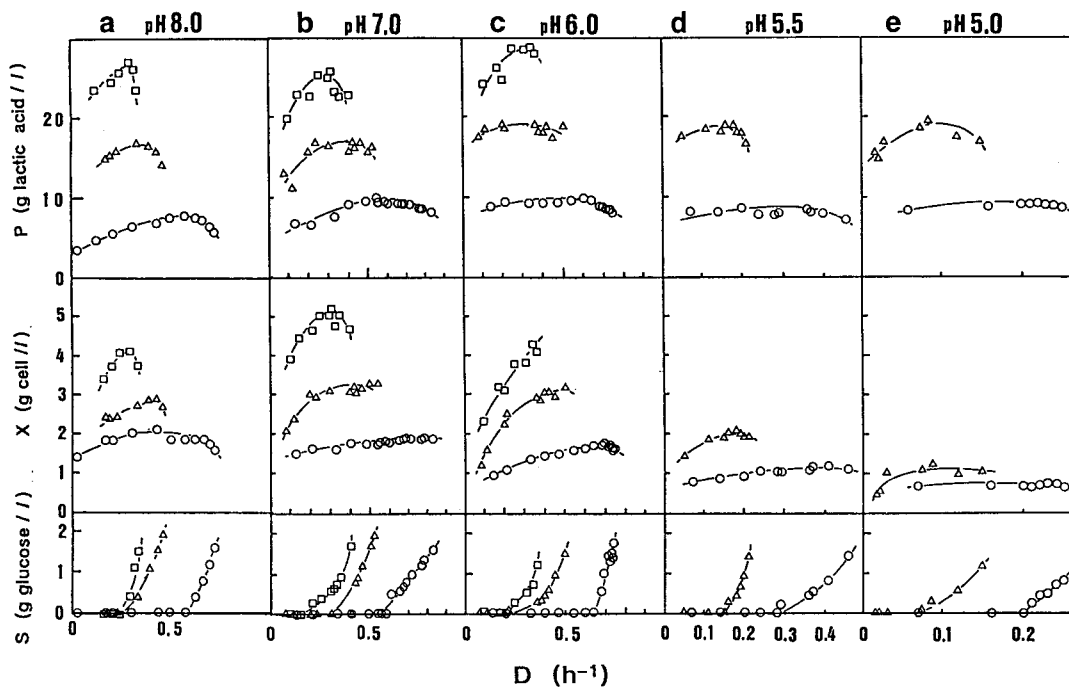 a pH 8.0 b pH 7.0 c pH 6.0 d pH 5.5 e pH 5.0
P (g lactic acid / l)
20
10
0
X (g cell / l)
5
4
3
2
1
0
S (g glucose / l)
2
1
0
0 0.5 0 0.5 0 0.5 0 0.1 0.2 0.3 0.4 0 0.1 0.2
D (h⁻¹)